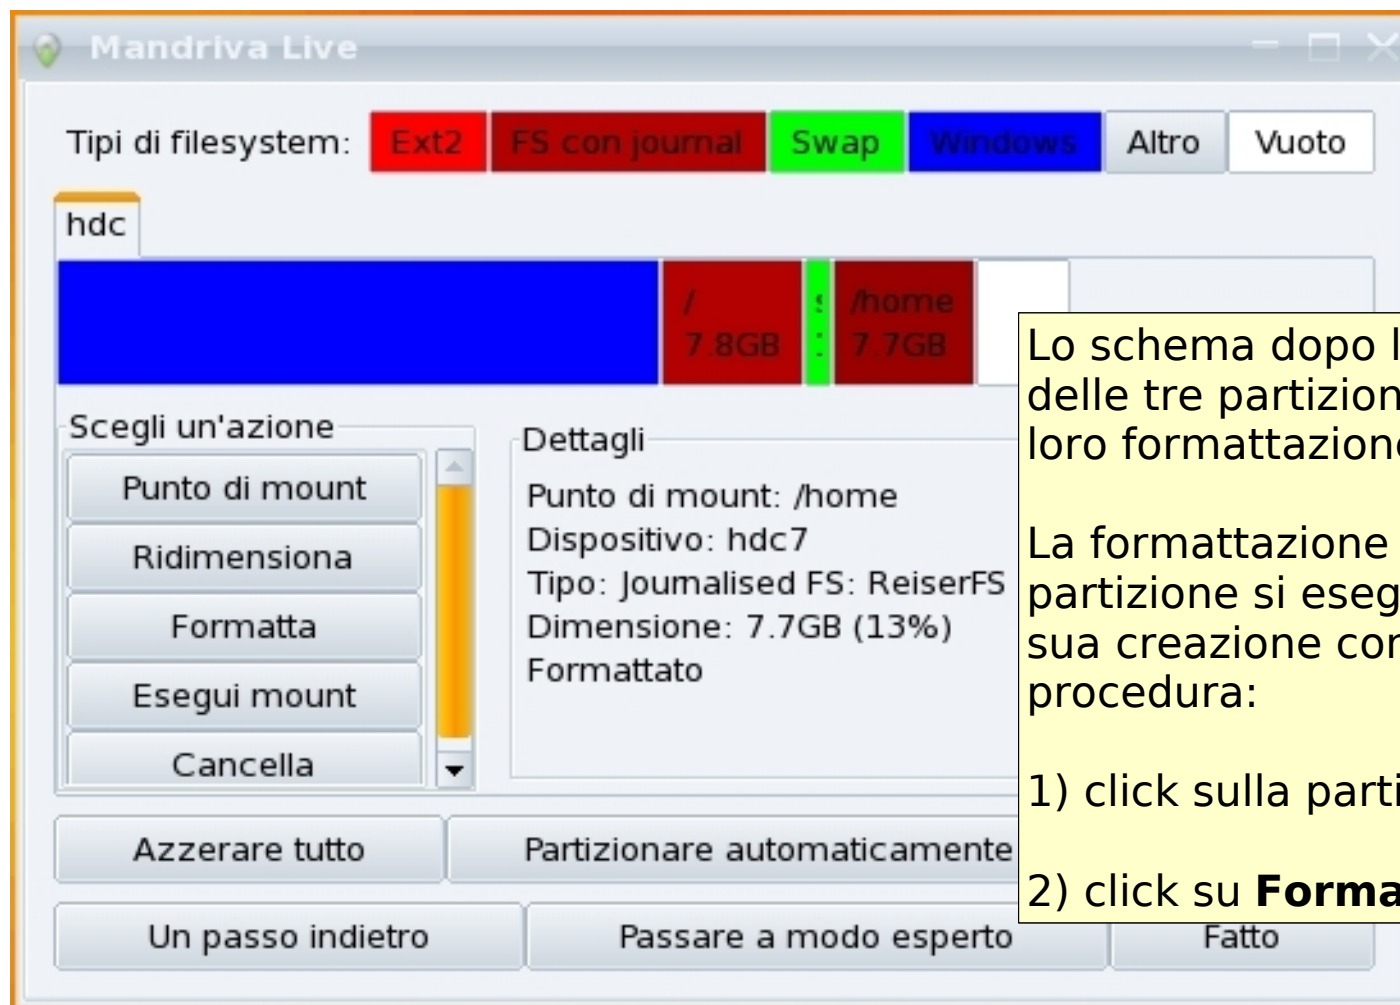 Mandriva Live
Tipi di filesystem: Ext2 FS con journal Swap Windows Altro Vuoto
hdc
/
7.8GB
/home
7.7GB
Scegli un'azione
Punto di mount
Ridimensiona
Formatta
Esegui mount
Cancella
Dettagli
Punto di mount: /home
Dispositivo: hdc7
Tipo: Journalised FS: ReiserFS
Dimensione: 7.7GB (13%)
Formattato
Lo schema dopo l
delle tre partizion
loro formattazione
La formattazione
partizione si eseg
sua creazione con
procedura:
1) click sulla parti
2) click su Forma
Azzerare tutto
Partizionare automaticamente
Un passo indietro
Passare a modo esperto
Fatto